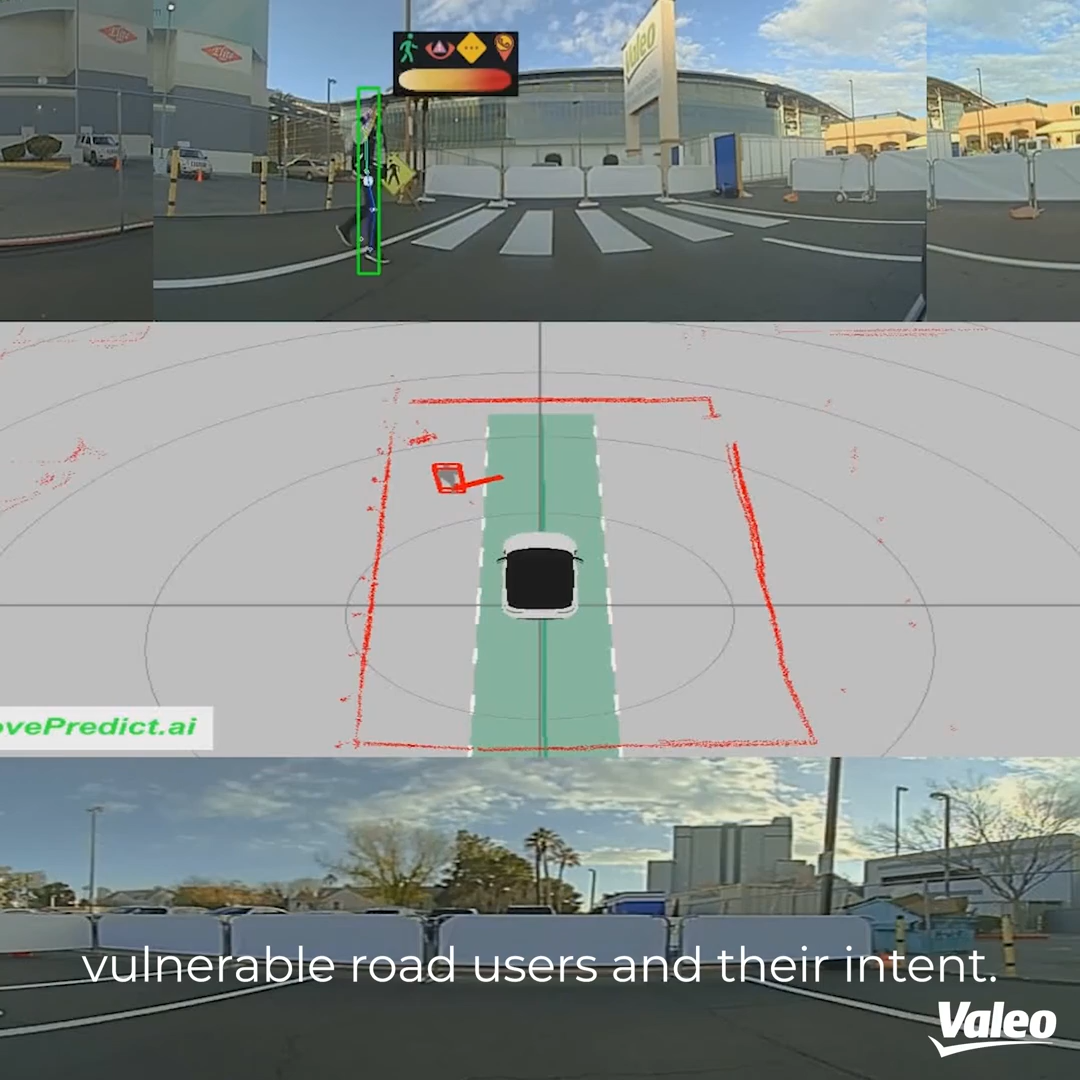 Valeo
ovePredict.ai
vulnerable road users and their intent.
Valeo